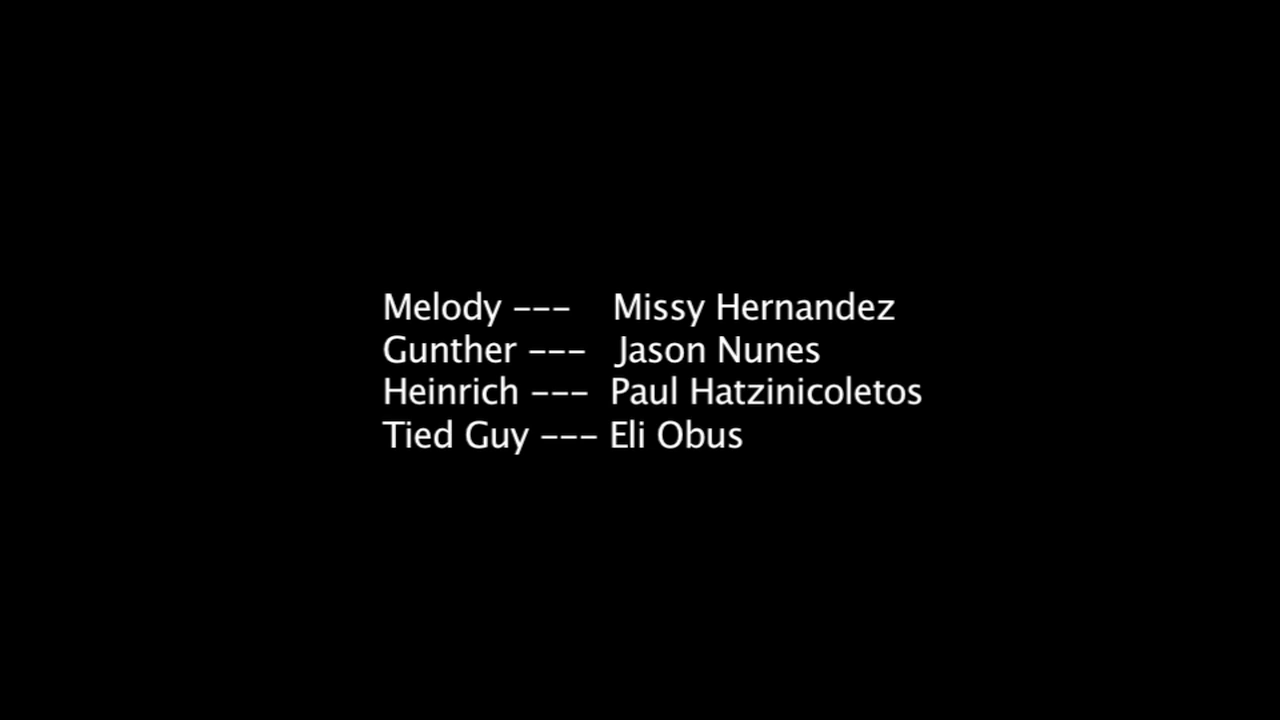 Melody --- Missy Hernandez
Gunther --- Jason Nunes
Heinrich --- Paul Hatzinicoletos
Tied Guy --- Eli Obus